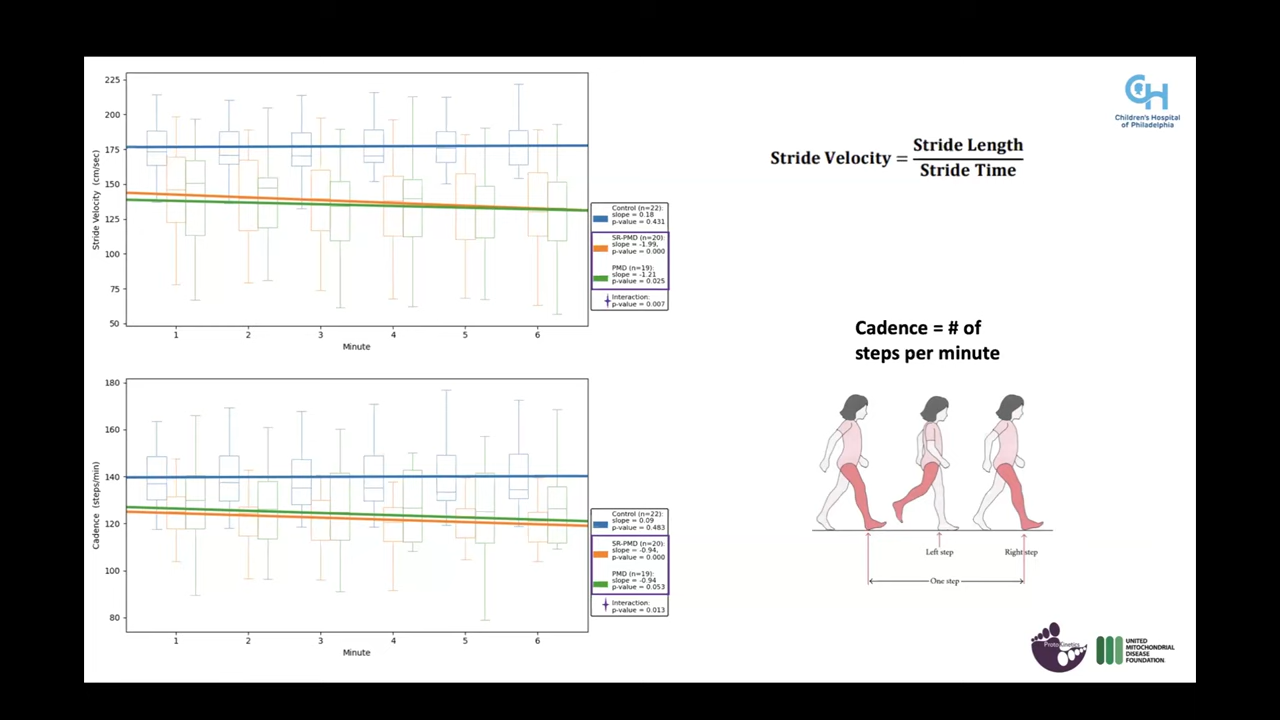 225
200
175
150
125
100
75
50
Stride Velocity (cm/sec)
1 2 3 4 5 6
Minute
Control (n=22):
slope = 0.18
p-value = 0.431
SR-PMD (n=20):
slope = -1.99,
p-value = 0.000
PMD (n=19):
slope = -1.21
p-value = 0.025
Interaction:
p-value = 0.007
180
160
140
120
100
80
Cadence (steps/min)
1 2 3 4 5 6
Minute
Control (n=22):
slope = 0.09
p-value = 0.483
SR-PMD (n=20):
slope = -0.94,
p-value = 0.000
PMD (n=19):
slope = -0.94
p-value = 0.053
Interaction:
p-value = 0.013
CH
Children's Hospital
of Philadelphia
Stride Velocity = Stride Length
Stride Time
Cadence = # of
steps per minute
Left step
Right step
One step
ProtoKinetics
UNITED
MITOCHONDRIAL
DISEASE
FOUNDATION